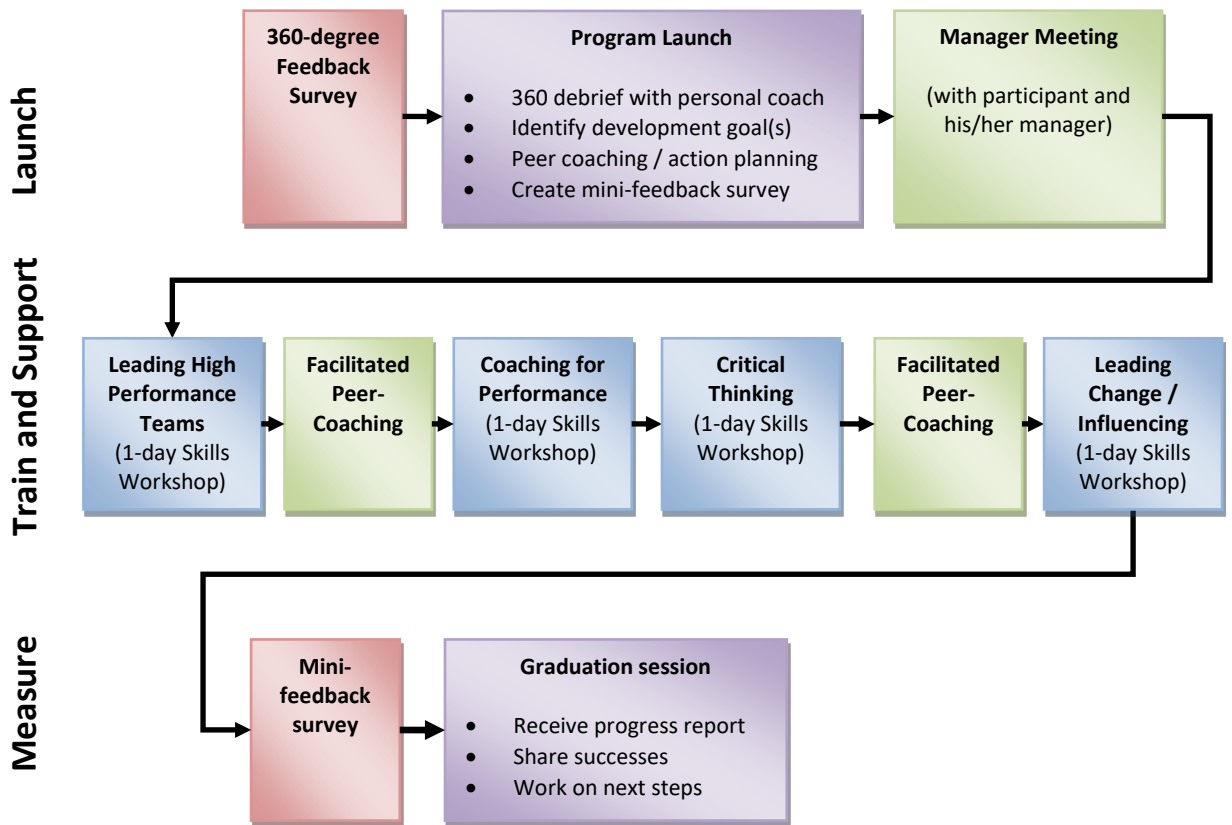 Launch
360-degree
Feedback
Survey
Program Launch
• 360 debrief with personal coach
• Identify development goal(s)
• Peer coaching / action planning
• Create mini-feedback survey
Manager Meeting
(with participant and
his/her manager)
Train and Support
Leading High
Performance
Teams
(1-day Skills
Workshop)
Facilitated
Peer-
Coaching
Coaching for
Performance
(1-day Skills
Workshop)
Critical
Thinking
(1-day Skills
Workshop)
Facilitated
Peer-
Coaching
Leading
Change /
Influencing
(1-day Skills
Workshop)
Measure
Mini-
feedback
survey
Graduation session
• Receive progress report
• Share successes
• Work on next steps